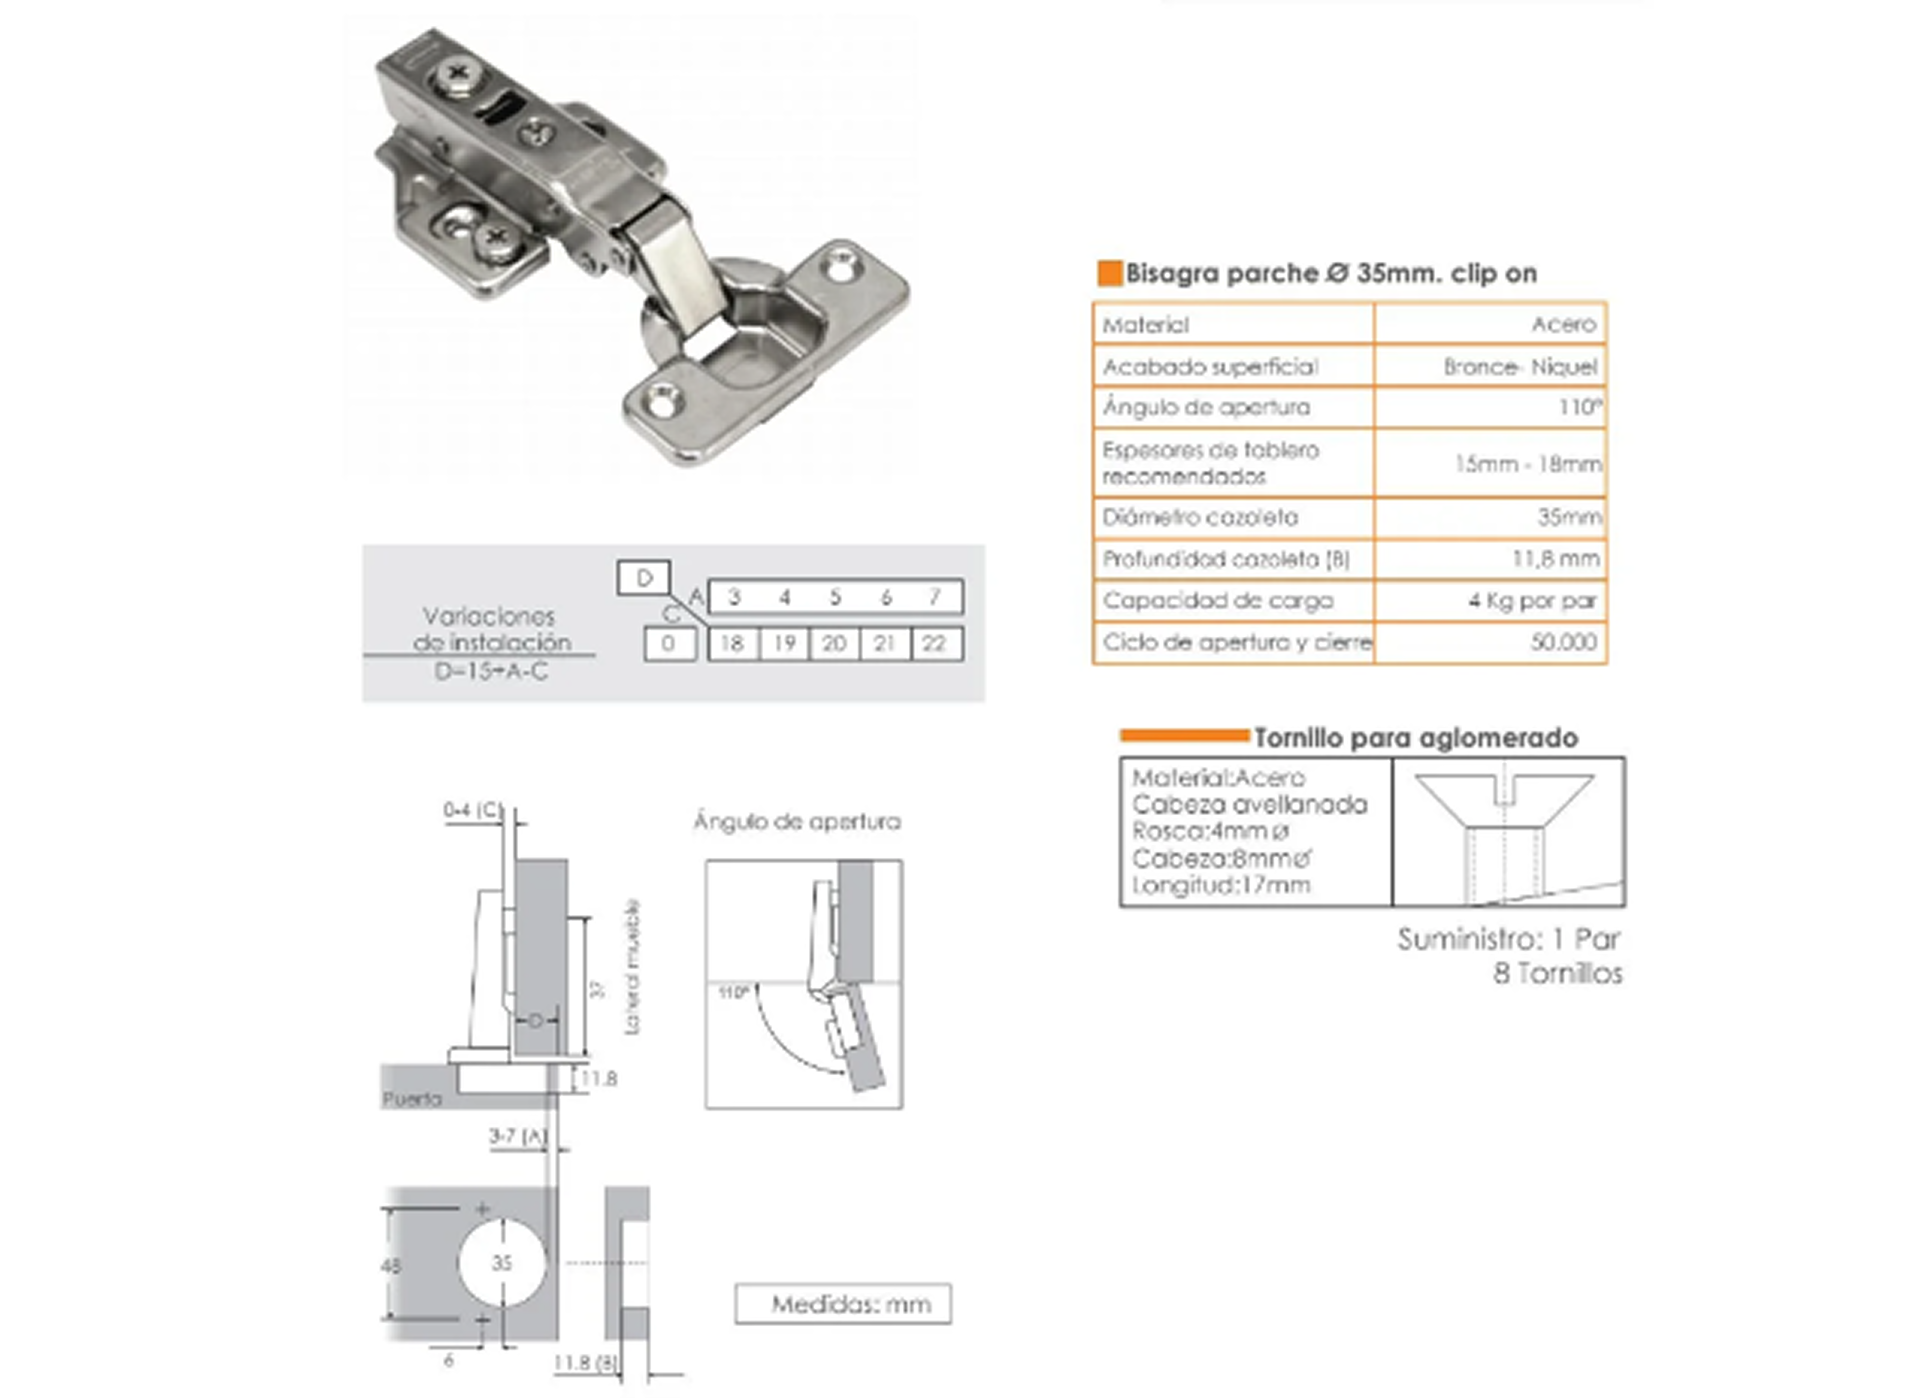 Bisagra parche Ø 35mm. clip on
Material Acero
Acabado superficial Bronce- Niquel
Ángulo de apertura 110º
Espesores de tablero
recomendados
15mm - 18mm
Diámetro cazoleta 35mm
Profundidad cazoleta (B) 11,8 mm
Capacidad de carga 4 Kg por par
Ciclo de apertura y cierre 50.000
D
A 3 4 5 6 7
C
0 18 19 20 21 22
Variaciones
de instalación
D=15+A-C
Tornillo para aglomerado
Material:Acero
Cabeza avellanada
Rosca:4mm Ø
Cabeza:8mmØ
Longitud:17mm
Suministro: 1 Par
8 Tornillos
0-4 (C)
Lateral mueble
37
D
11.8
Puerta
3-7 (A)
Ángulo de apertura
110º
48
35
6
11.8 (B)
Medidas: mm